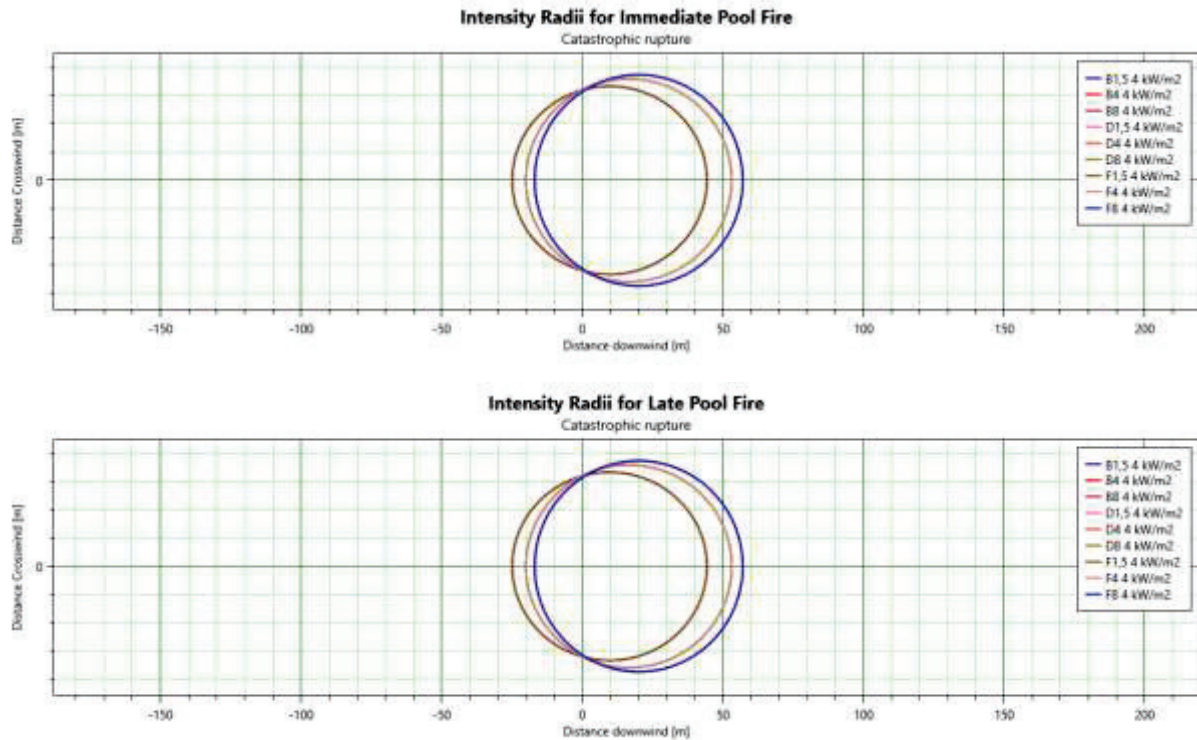 Intensity Radii for Immediate Pool Fire
Catastrophic rupture
Distance Crosswind [m]
0
B1,5 4 kW/m2
B4 4 kW/m2
B8 4 kW/m2
D1,5 4 kW/m2
D4 4 kW/m2
D8 4 kW/m2
F1,5 4 kW/m2
F4 4 kW/m2
F8 4 kW/m2
-150 -100 -50 0 50 100 150 200
Distance downwind [m]
Intensity Radii for Late Pool Fire
Catastrophic rupture
Distance Crosswind [m]
0
B1,5 4 kW/m2
B4 4 kW/m2
B8 4 kW/m2
D1,5 4 kW/m2
D4 4 kW/m2
D8 4 kW/m2
F1,5 4 kW/m2
F4 4 kW/m2
F8 4 kW/m2
-150 -100 -50 0 50 100 150 200
Distance downwind [m]